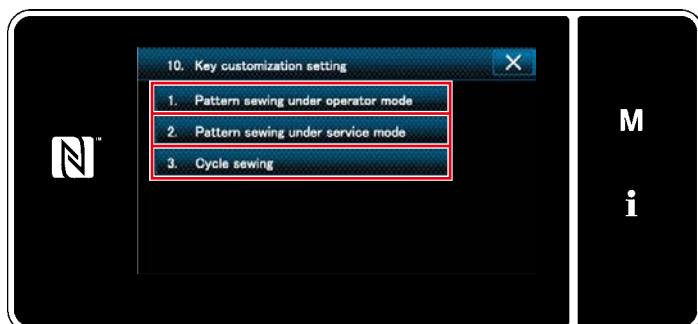 10. Key customization setting
1. Pattern sewing under operator mode
2. Pattern sewing under service mode
3. Cycle sewing
M
i
N
™